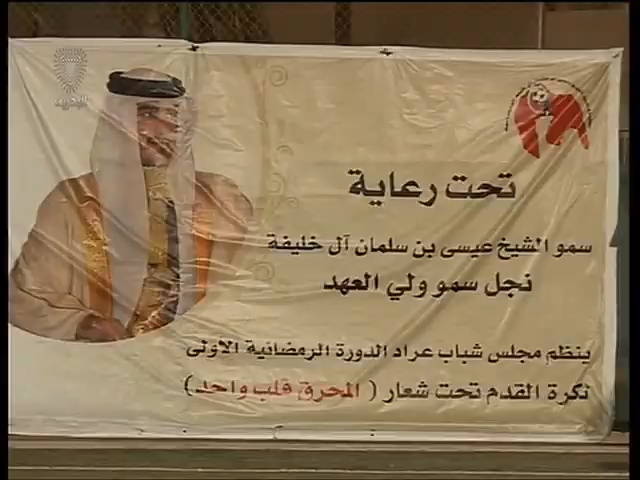 تحت رعاية
سمو الشيخ عيسى بن سلمان آل خليفة
نجل سمو ولي العهد
ينظم مجلس شباب عراد الدورة الرمضانية الاولى
لكرة القدم تحت شعار ( المحرق قلب واحد )